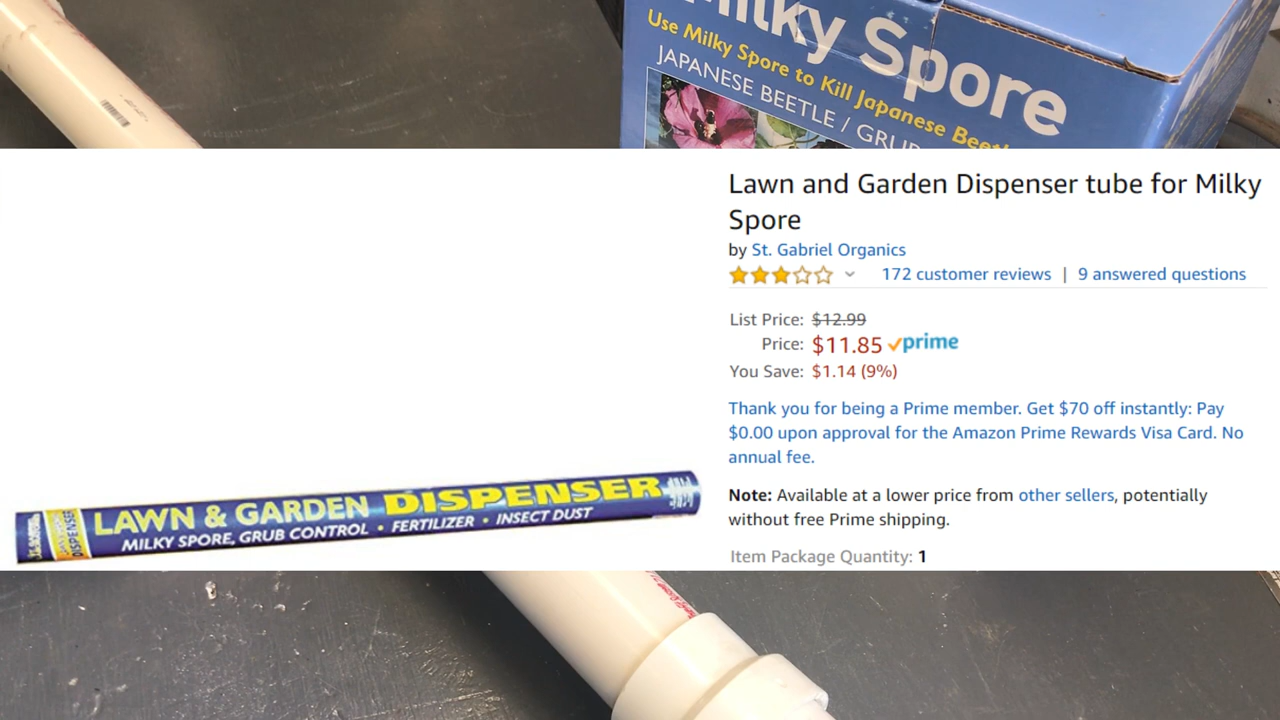 Milky Spore
Use Milky Spore to Kill Japanese
JAPANESE BEETLE /
Lawn and Garden Dispenser tube for Milky
Spore
by St. Gabriel Organics
172 customer reviews | 9 answered questions
List Price: $12.99
Price: $11.85 prime
You Save: $1.14 (9%)
Thank you for being a Prime member. Get $70 off instantly: Pay
$0.00 upon approval for the Amazon Prime Rewards Visa Card. No
annual fee.
Note: Available at a lower price from other sellers, potentially
without free Prime shipping.
Item Package Quantity: 1
LAWN & GARDEN DISPENSER
MILKY SPORE, GRUB CONTROL • FERTILIZER • INSECT DUST
DISPENSER